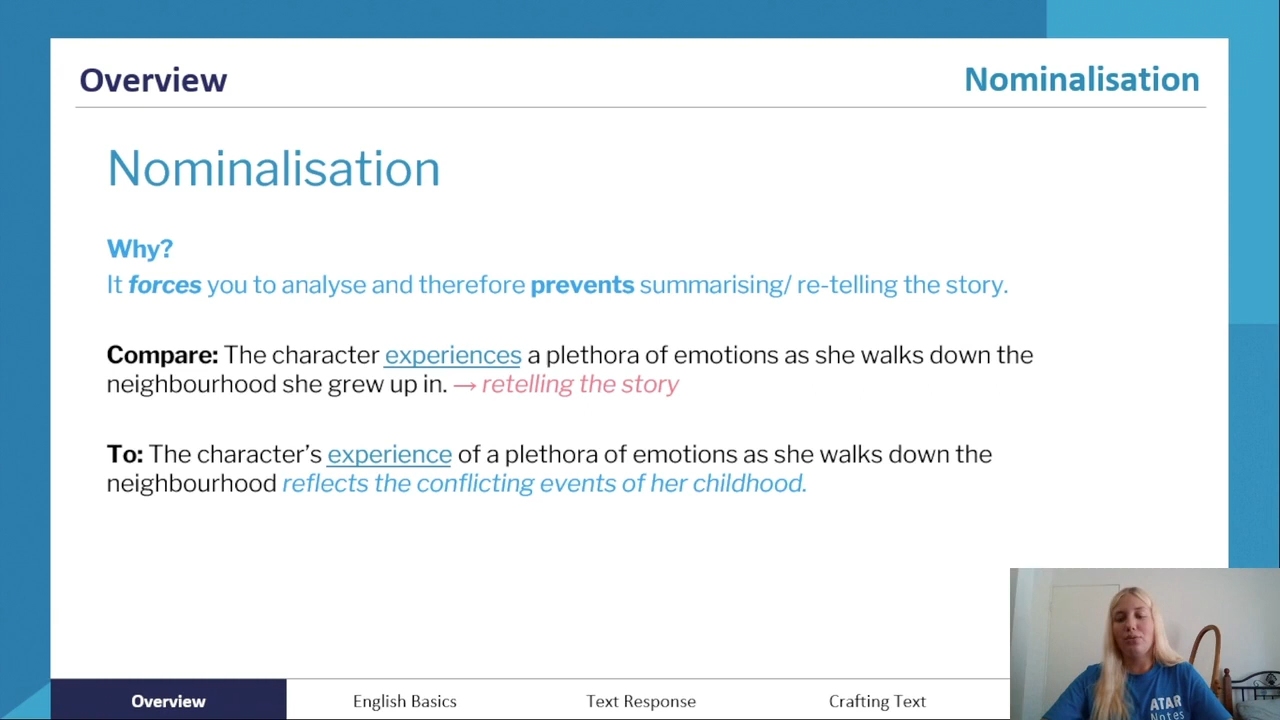 Overview
Nominalisation
Nominalisation
Why?
It forces you to analyse and therefore prevents summarising/ re-telling the story.
Compare: The character experiences a plethora of emotions as she walks down the
neighbourhood she grew up in. → retelling the story
To: The character’s experience of a plethora of emotions as she walks down the
neighbourhood reflects the conflicting events of her childhood.
Overview
English Basics
Text Response
Crafting Text
ATAR
Notes